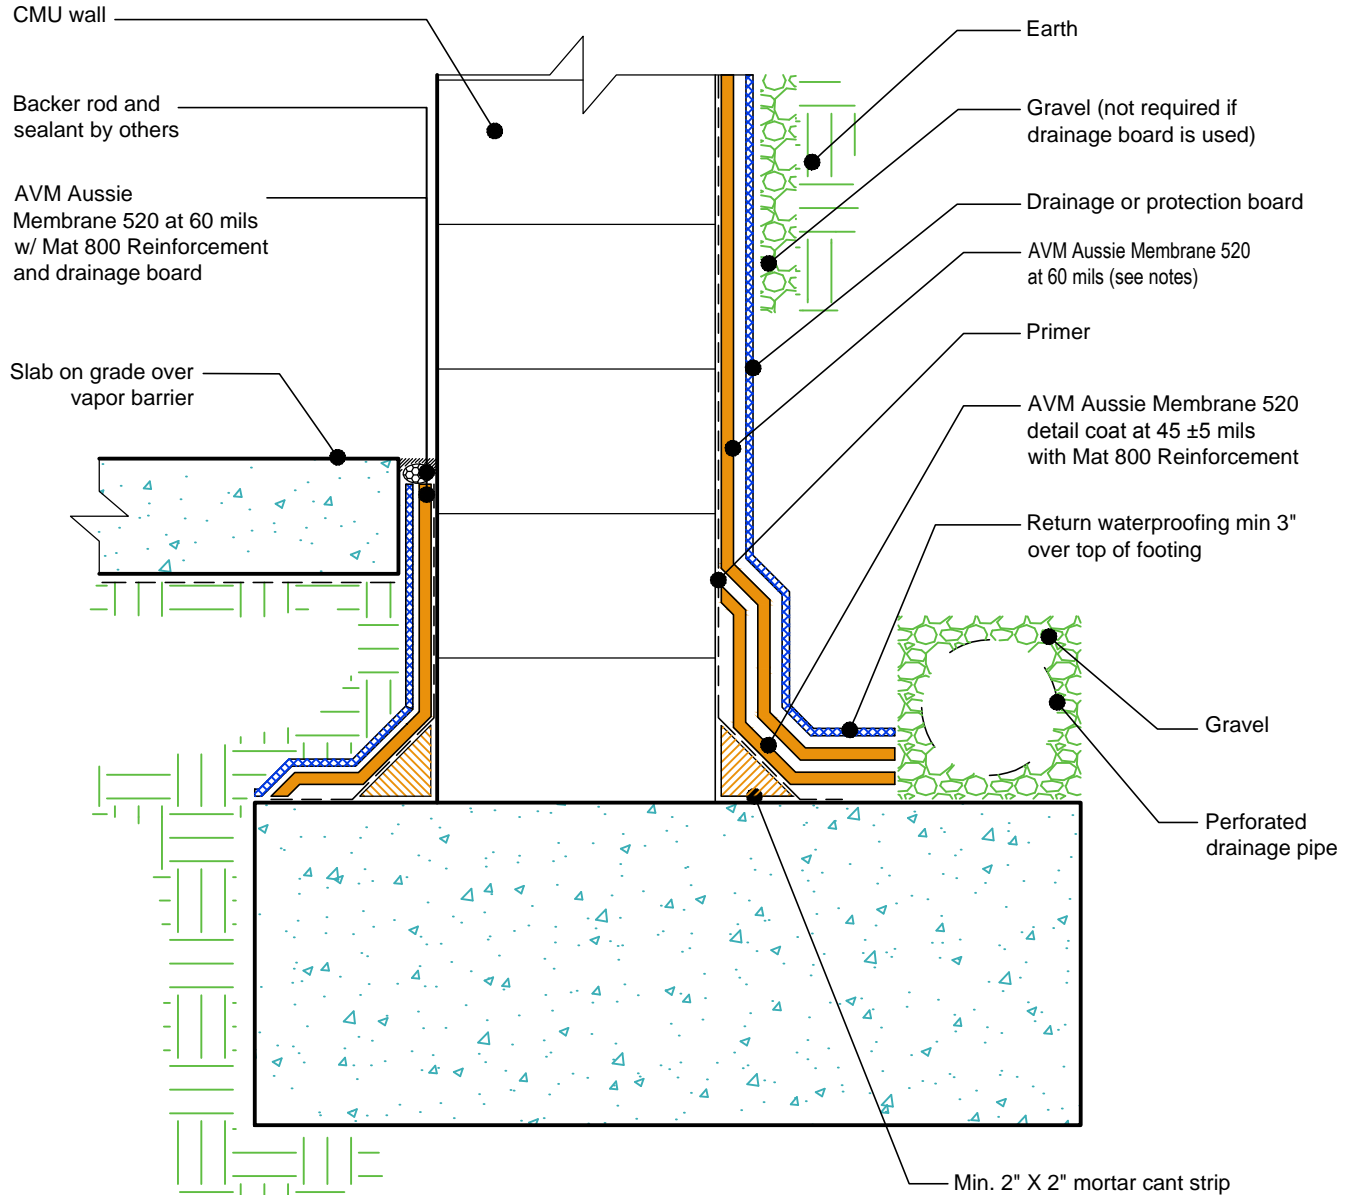 CMU wall
Backer rod and
sealant by others
AVM Aussie
Membrane 520 at 60 mils
w/ Mat 800 Reinforcement
and drainage board
Slab on grade over
vapor barrier
Earth
Gravel (not required if
drainage board is used)
Drainage or protection board
AVM Aussie Membrane 520
at 60 mils (see notes)
Primer
AVM Aussie Membrane 520
detail coat at 45 ±5 mils
with Mat 800 Reinforcement
Return waterproofing min 3"
over top of footing
Gravel
Perforated
drainage pipe
Min. 2" X 2" mortar cant strip